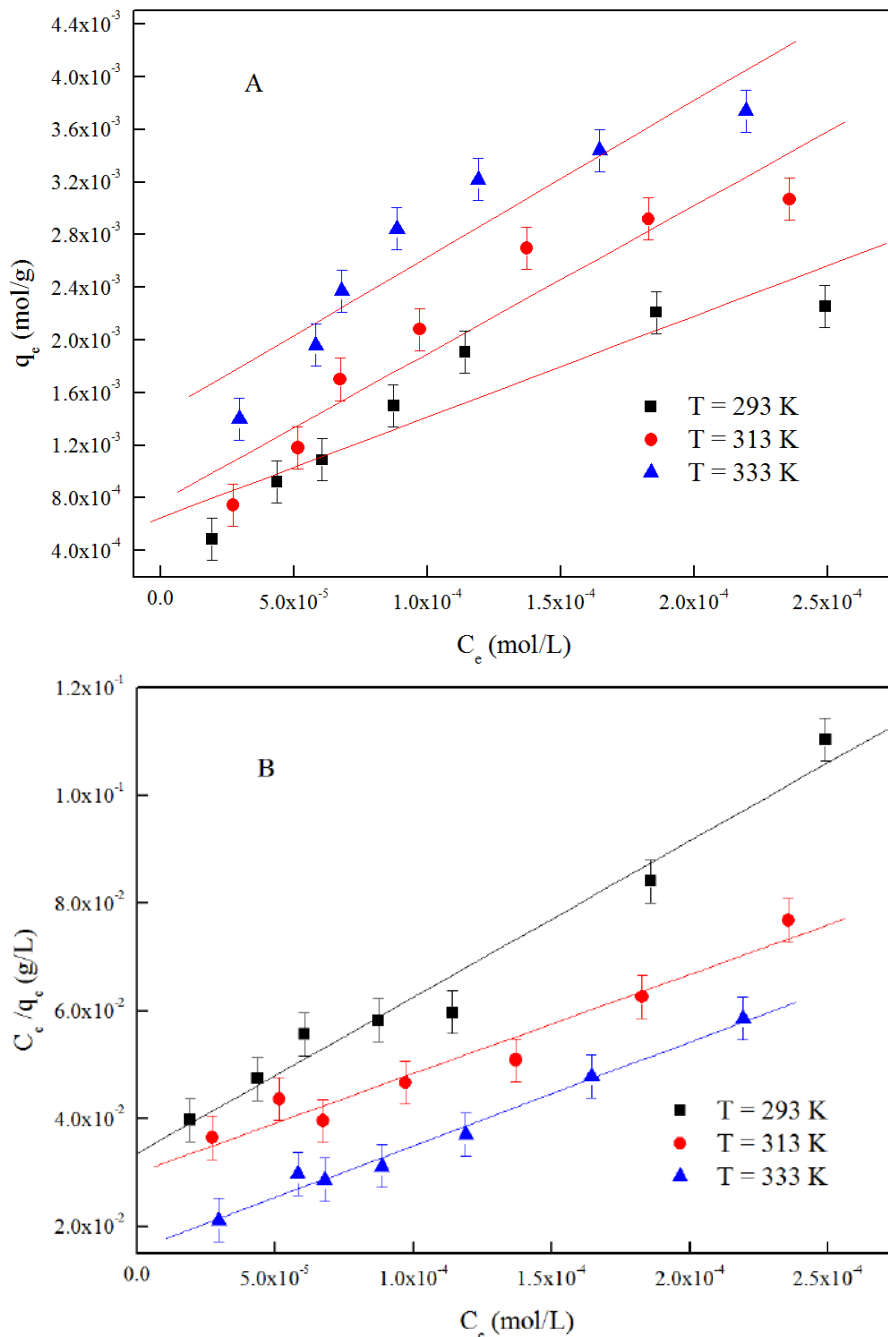 4.4x10⁻³
A
4.0x10⁻³
3.6x10⁻³
3.2x10⁻³
2.8x10⁻³
2.4x10⁻³
2.0x10⁻³
1.6x10⁻³
1.2x10⁻³
8.0x10⁻⁴
4.0x10⁻⁴
qₑ (mol/g)
T = 293 K
T = 313 K
T = 333 K
0.0 5.0x10⁻⁵ 1.0x10⁻⁴ 1.5x10⁻⁴ 2.0x10⁻⁴ 2.5x10⁻⁴
Cₑ (mol/L)
1.2x10⁻¹
B
1.0x10⁻¹
8.0x10⁻²
6.0x10⁻²
4.0x10⁻²
2.0x10⁻²
Cₑ/qₑ (g/L)
T = 293 K
T = 313 K
T = 333 K
0.0 5.0x10⁻⁵ 1.0x10⁻⁴ 1.5x10⁻⁴ 2.0x10⁻⁴ 2.5x10⁻⁴
Cₑ (mol/L)